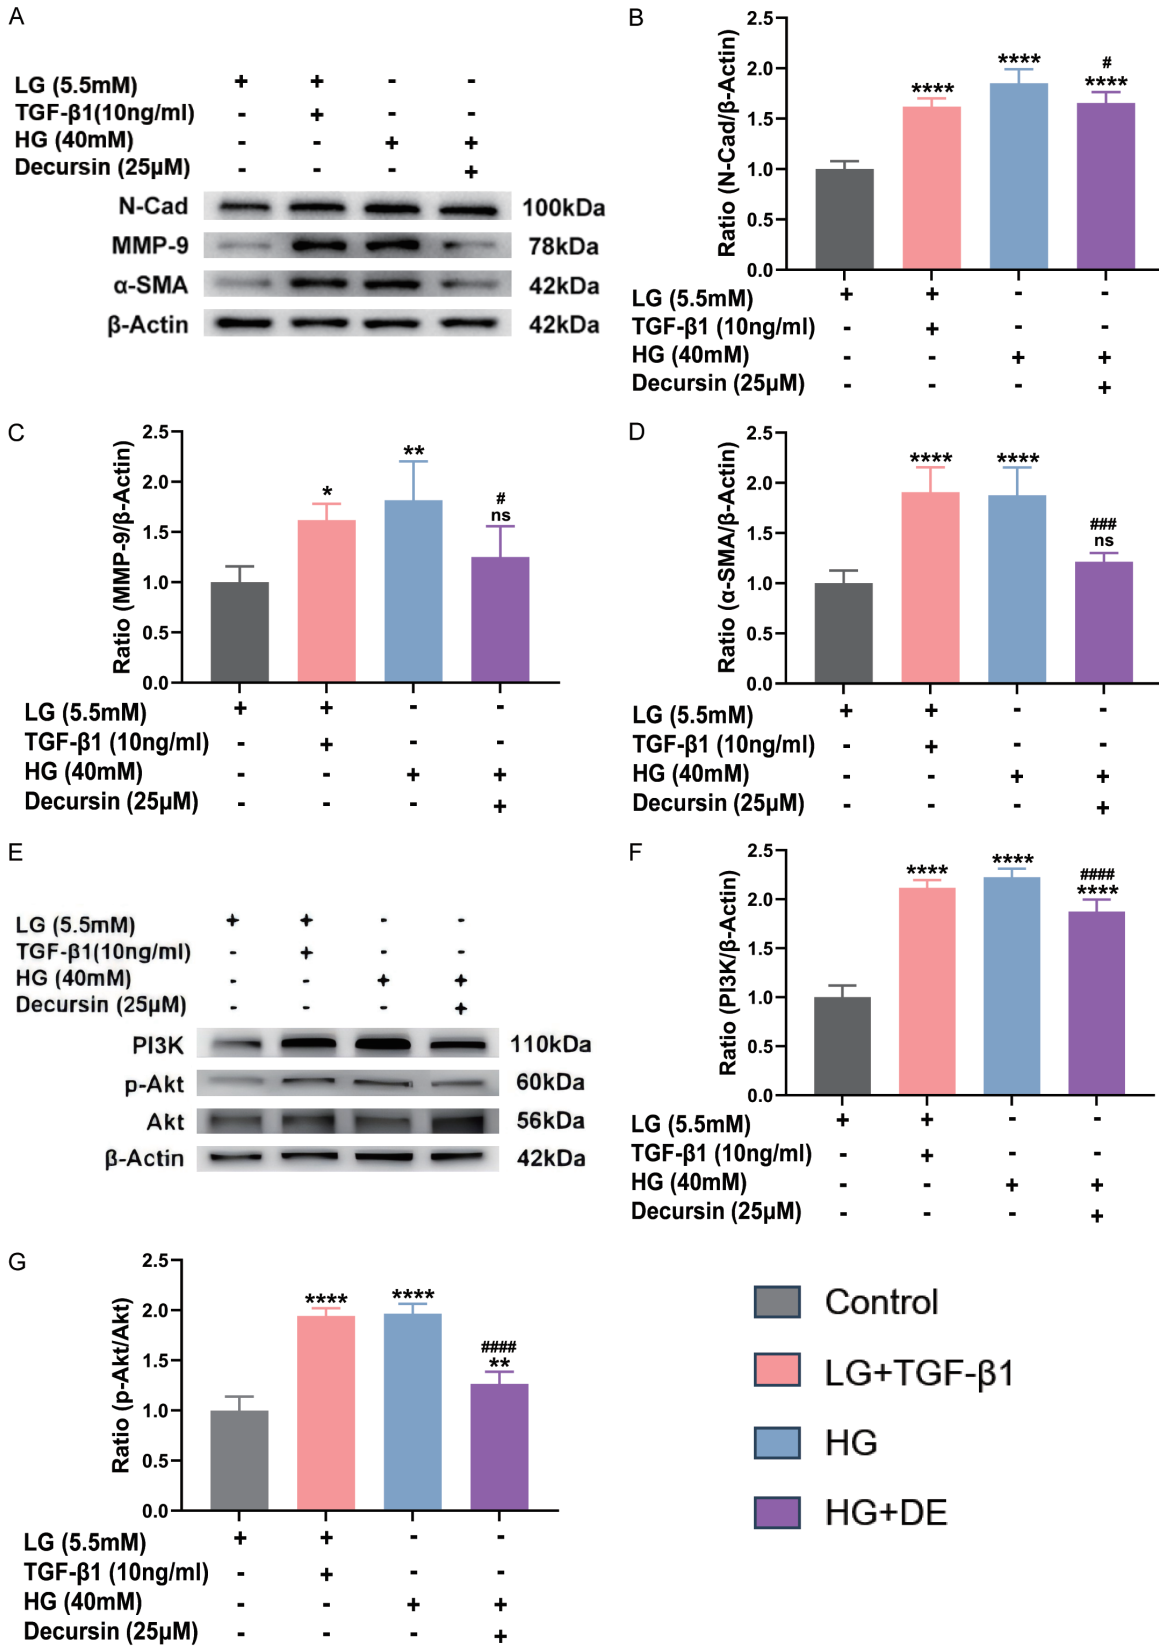 A
LG (5.5mM) + + - -
TGF-β1(10ng/ml) - + - -
HG (40mM) - - + +
Decursin (25μM) - - - +
N-Cad 100kDa
MMP-9 78kDa
α-SMA 42kDa
β-Actin 42kDa
B
Ratio (N-Cad/β-Actin)
2.5
2.0
1.5
1.0
0.5
0.0
**** **** # ****
LG (5.5mM) + + - -
TGF-β1 (10ng/ml) - + - -
HG (40mM) - - + +
Decursin (25μM) - - - +
C
Ratio (MMP-9/β-Actin)
2.5
2.0
1.5
1.0
0.5
0.0
* ** # ns
LG (5.5mM) + + - -
TGF-β1 (10ng/ml) - + - -
HG (40mM) - - + +
Decursin (25μM) - - - +
D
Ratio (α-SMA/β-Actin)
2.5
2.0
1.5
1.0
0.5
0.0
**** **** ### ns
LG (5.5mM) + + - -
TGF-β1 (10ng/ml) - + - -
HG (40mM) - - + +
Decursin (25μM) - - - +
E
LG (5.5mM) + + - -
TGF-β1(10ng/ml) - + - -
HG (40mM) - - + +
Decursin (25μM) - - - +
PI3K 110kDa
p-Akt 60kDa
Akt 56kDa
β-Actin 42kDa
F
Ratio (PI3K/β-Actin)
2.5
2.0
1.5
1.0
0.5
0.0
**** **** #### ****
LG (5.5mM) + + - -
TGF-β1 (10ng/ml) - + - -
HG (40mM) - - + +
Decursin (25μM) - - - +
G
Ratio (p-Akt/Akt)
2.5
2.0
1.5
1.0
0.5
0.0
**** **** #### **
LG (5.5mM) + + - -
TGF-β1 (10ng/ml) - + - -
HG (40mM) - - + +
Decursin (25μM) - - - +
Control
LG+TGF-β1
HG
HG+DE